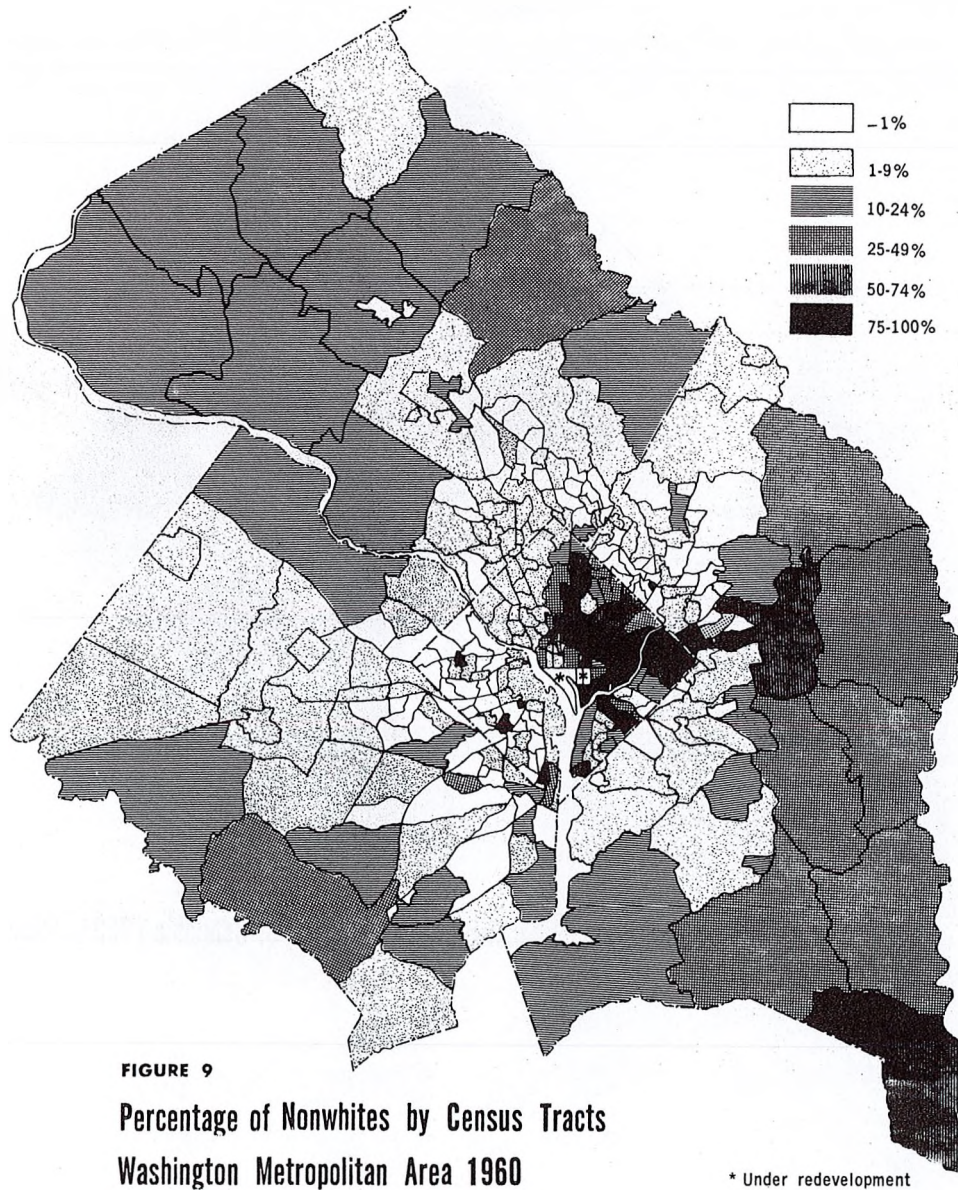 –1%
1-9%
10-24%
25-49%
50-74%
75-100%
*
*
FIGURE 9
Percentage of Nonwhites by Census Tracts
Washington Metropolitan Area 1960
* Under redevelopment